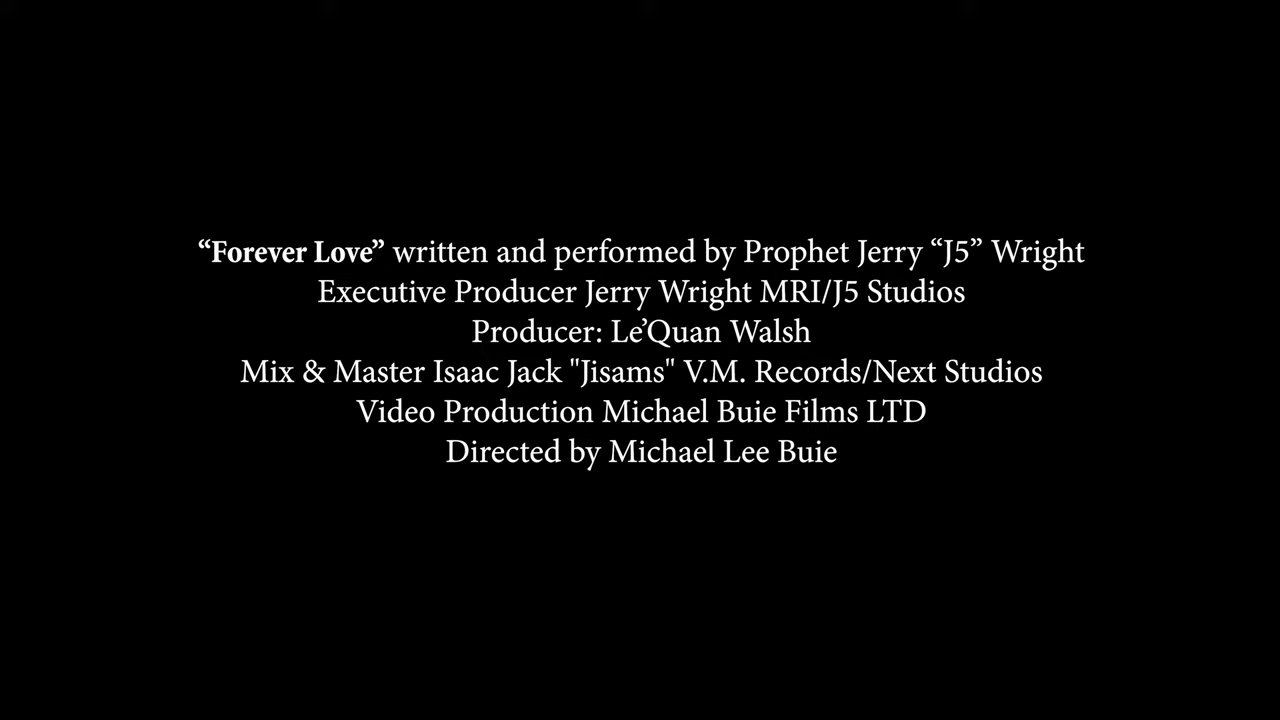 “Forever Love” written and performed by Prophet Jerry “J5” Wright
Executive Producer Jerry Wright MRI/J5 Studios
Producer: Le’Quan Walsh
Mix & Master Isaac Jack "Jisams" V.M. Records/Next Studios
Video Production Michael Buie Films LTD
Directed by Michael Lee Buie